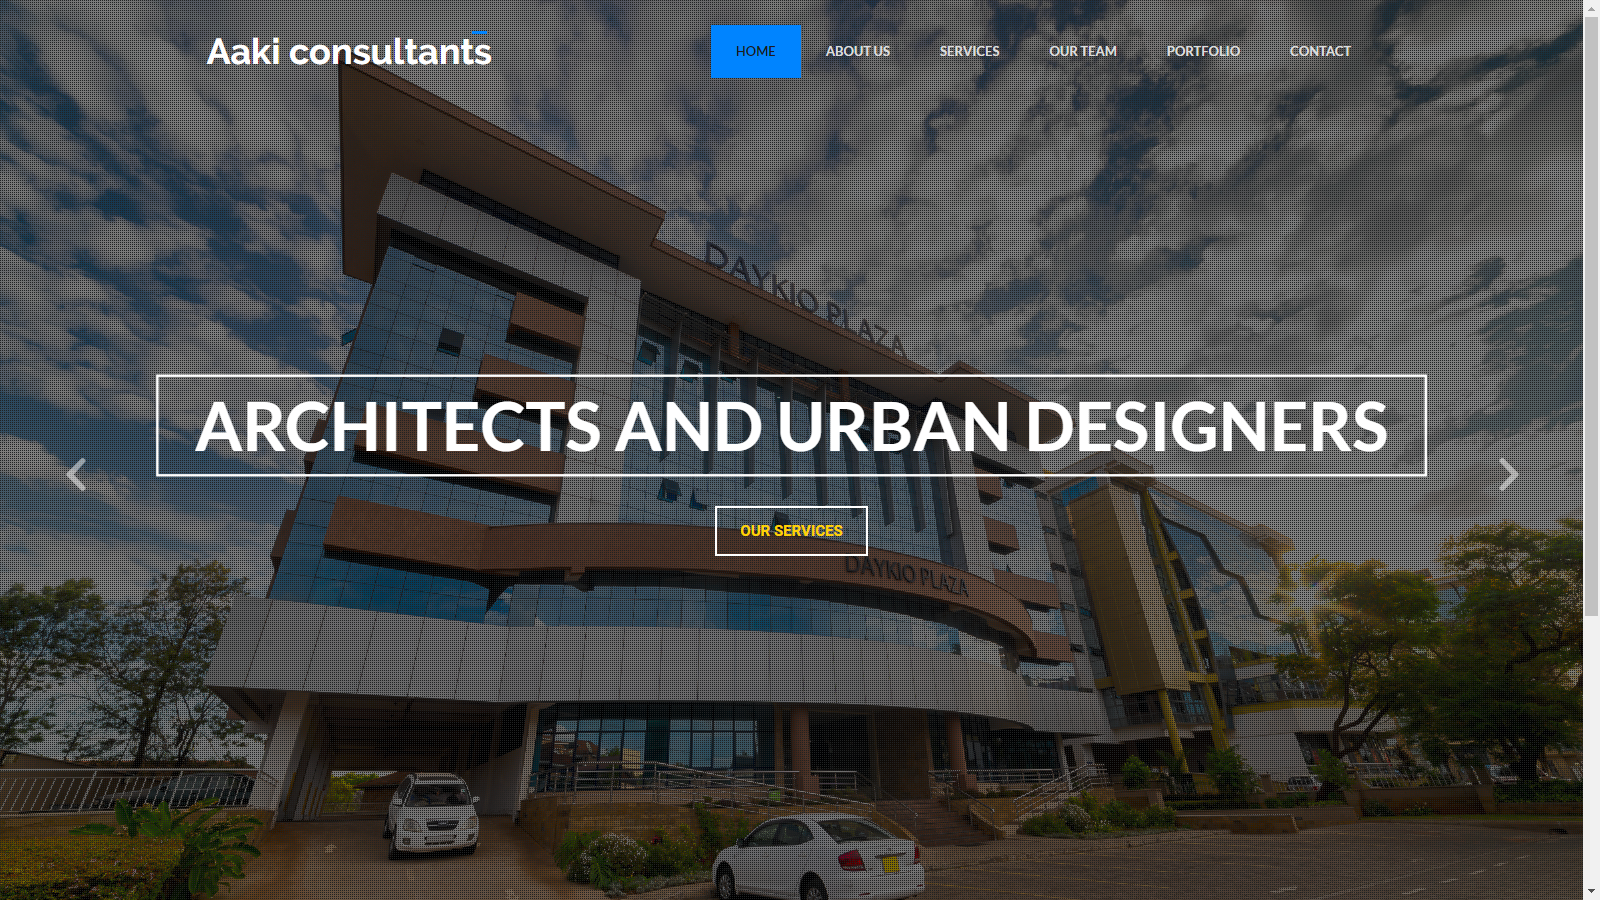 Aaki consultants
HOME ABOUT US SERVICES OUR TEAM PORTFOLIO CONTACT
DAYKIO PLAZA
ARCHITECTS AND URBAN DESIGNERS
OUR SERVICES
DAYKIO PLAZA